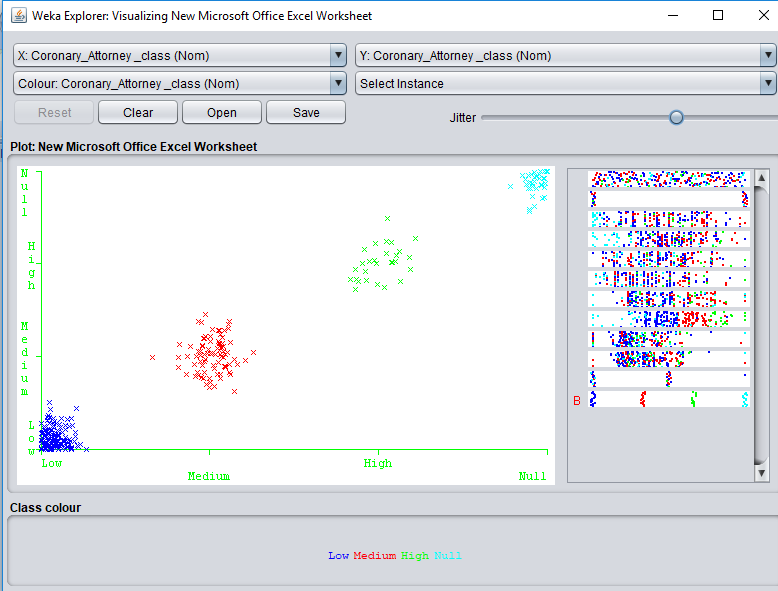 Weka Explorer: Visualizing New Microsoft Office Excel Worksheet
X: Coronary_Attorney _class (Nom)
Y: Coronary_Attorney _class (Nom)
Colour: Coronary_Attorney _class (Nom)
Select Instance
Reset
Clear
Open
Save
Jitter
Plot: New Microsoft Office Excel Worksheet
Null
High
Medium
Low
Low
Medium
High
Null
B
Class colour
Low Medium High Null